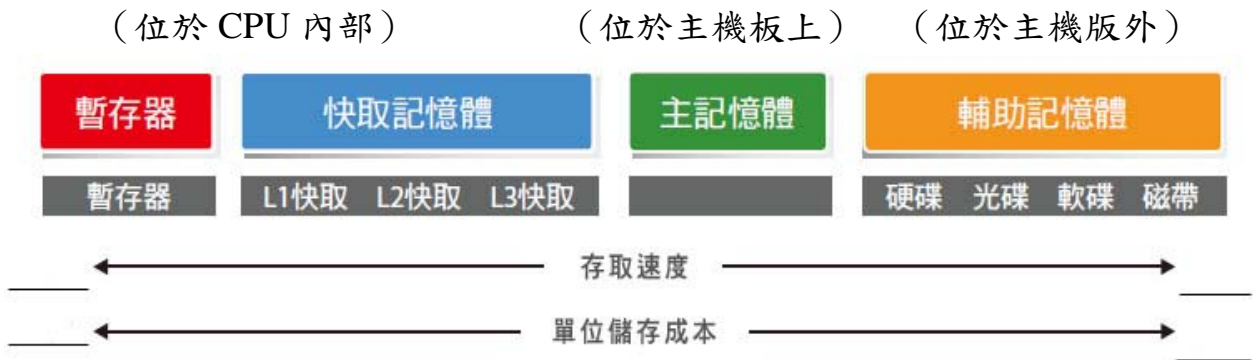 （位於 CPU 內部） （位於主機板上） （位於主機版外）
暫存器 快取記憶體 主記憶體 輔助記憶體
暫存器 L1快取 L2快取 L3快取 硬碟 光碟 軟碟 磁帶
存取速度
單位儲存成本